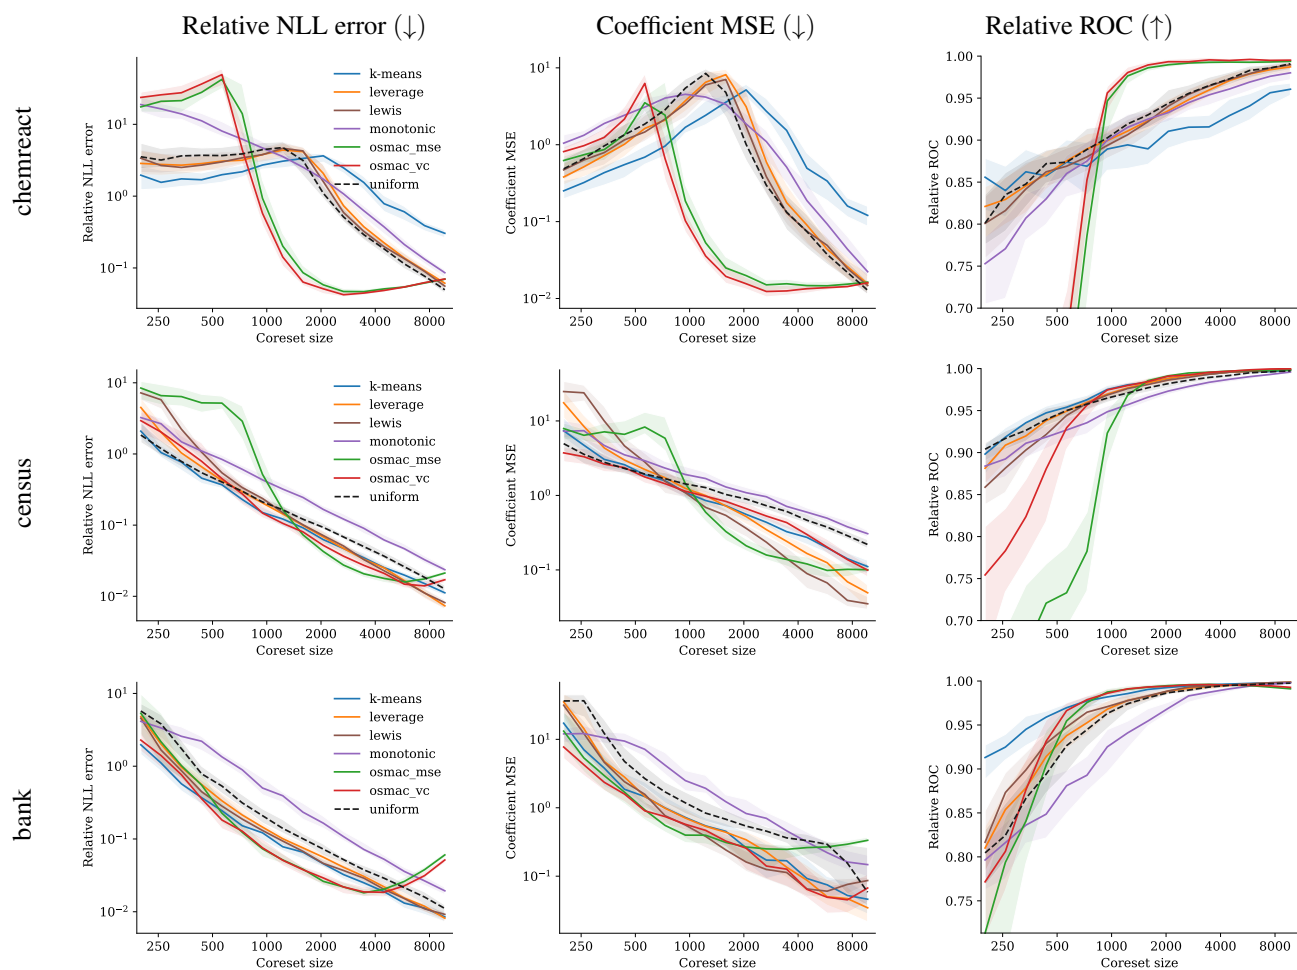 Relative NLL error (↓)
Coefficient MSE (↓)
Relative ROC (↑)
chemreact
Relative NLL error
10¹
10⁰
10⁻¹
k-means
leverage
lewis
monotonic
osmac_mse
osmac_vc
uniform
250 500 1000 2000 4000 8000
Coreset size
Coefficient MSE
10¹
10⁰
10⁻¹
10⁻²
250 500 1000 2000 4000 8000
Coreset size
Relative ROC
1.00
0.95
0.90
0.85
0.80
0.75
0.70
250 500 1000 2000 4000 8000
Coreset size
census
Relative NLL error
10¹
10⁰
10⁻¹
10⁻²
k-means
leverage
lewis
monotonic
osmac_mse
osmac_vc
uniform
250 500 1000 2000 4000 8000
Coreset size
Coefficient MSE
10¹
10⁰
10⁻¹
250 500 1000 2000 4000 8000
Coreset size
Relative ROC
1.00
0.95
0.90
0.85
0.80
0.75
0.70
250 500 1000 2000 4000 8000
Coreset size
bank
Relative NLL error
10¹
10⁰
10⁻¹
10⁻²
k-means
leverage
lewis
monotonic
osmac_mse
osmac_vc
uniform
250 500 1000 2000 4000 8000
Coreset size
Coefficient MSE
10¹
10⁰
10⁻¹
250 500 1000 2000 4000 8000
Coreset size
Relative ROC
1.00
0.95
0.90
0.85
0.80
0.75
250 500 1000 2000 4000 8000
Coreset size